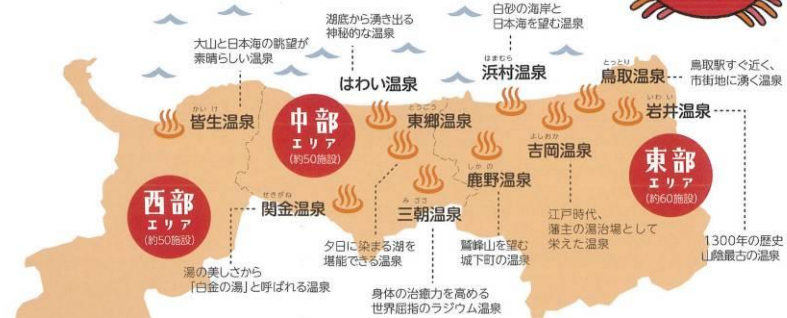 大山と日本海の眺望が
素晴らしい温泉
かいけ
皆生温泉
湖底から湧き出る
神秘的な温泉
はわい温泉
白砂の海岸と
日本海を望む温泉
はまむら
浜村温泉
とっとり
鳥取温泉
鳥取駅すぐ近く、
市街地に湧く温泉
いわい
岩井温泉
1300年の歴史
山陰最古の温泉
中部
エリア
(約50施設)
とうごう
東郷温泉
夕日に染まる湖を
堪能できる温泉
よしおか
吉岡温泉
江戸時代、
藩主の湯治場として
栄えた温泉
しかの
鹿野温泉
鷲峰山を望む
城下町の温泉
東部
エリア
(約60施設)
西部
エリア
(約50施設)
せきがね
関金温泉
湯の美しさから
「白金の湯」と呼ばれる温泉
みささ
三朝温泉
身体の治癒力を高める
世界屈指のラジウム温泉